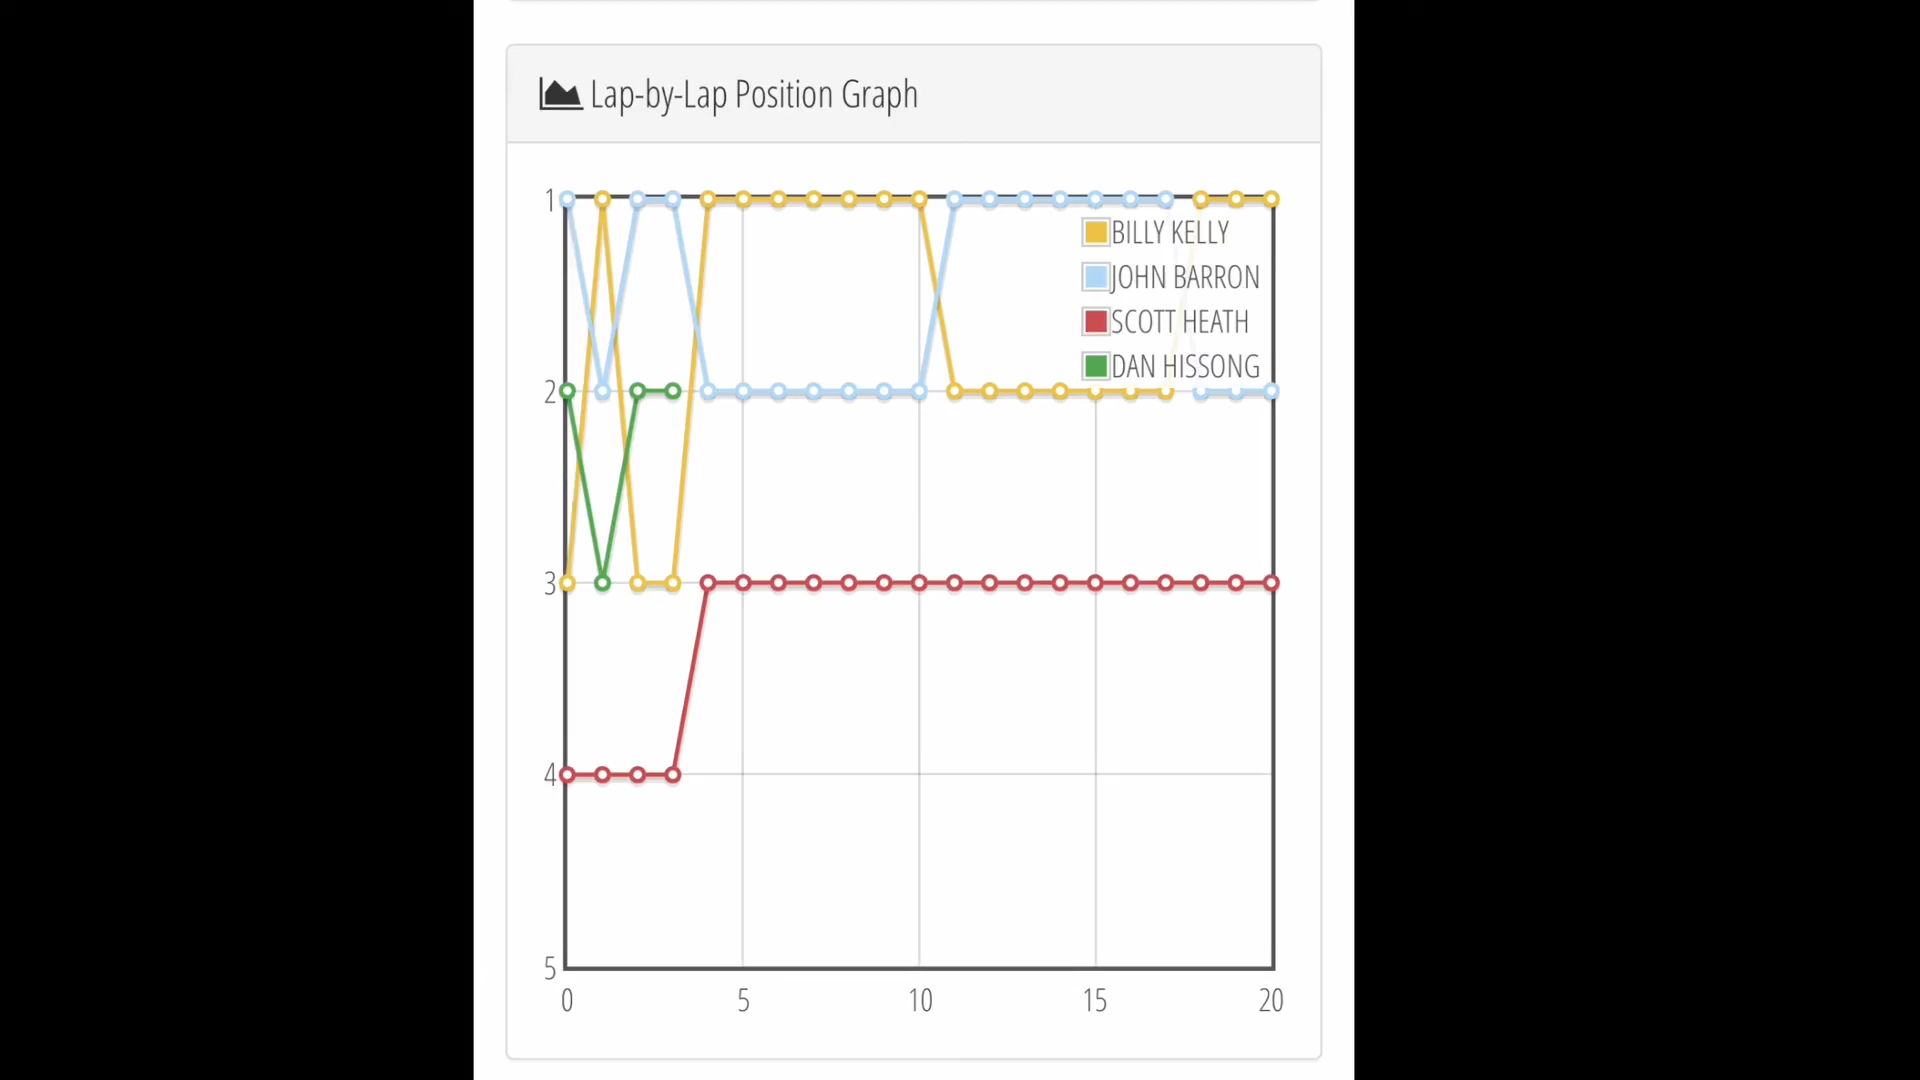 Lap-by-Lap Position Graph
1
BILLY KELLY
JOHN BARRON
SCOTT HEATH
DAN HISSONG
2
3
4
5
0 5 10 15 20